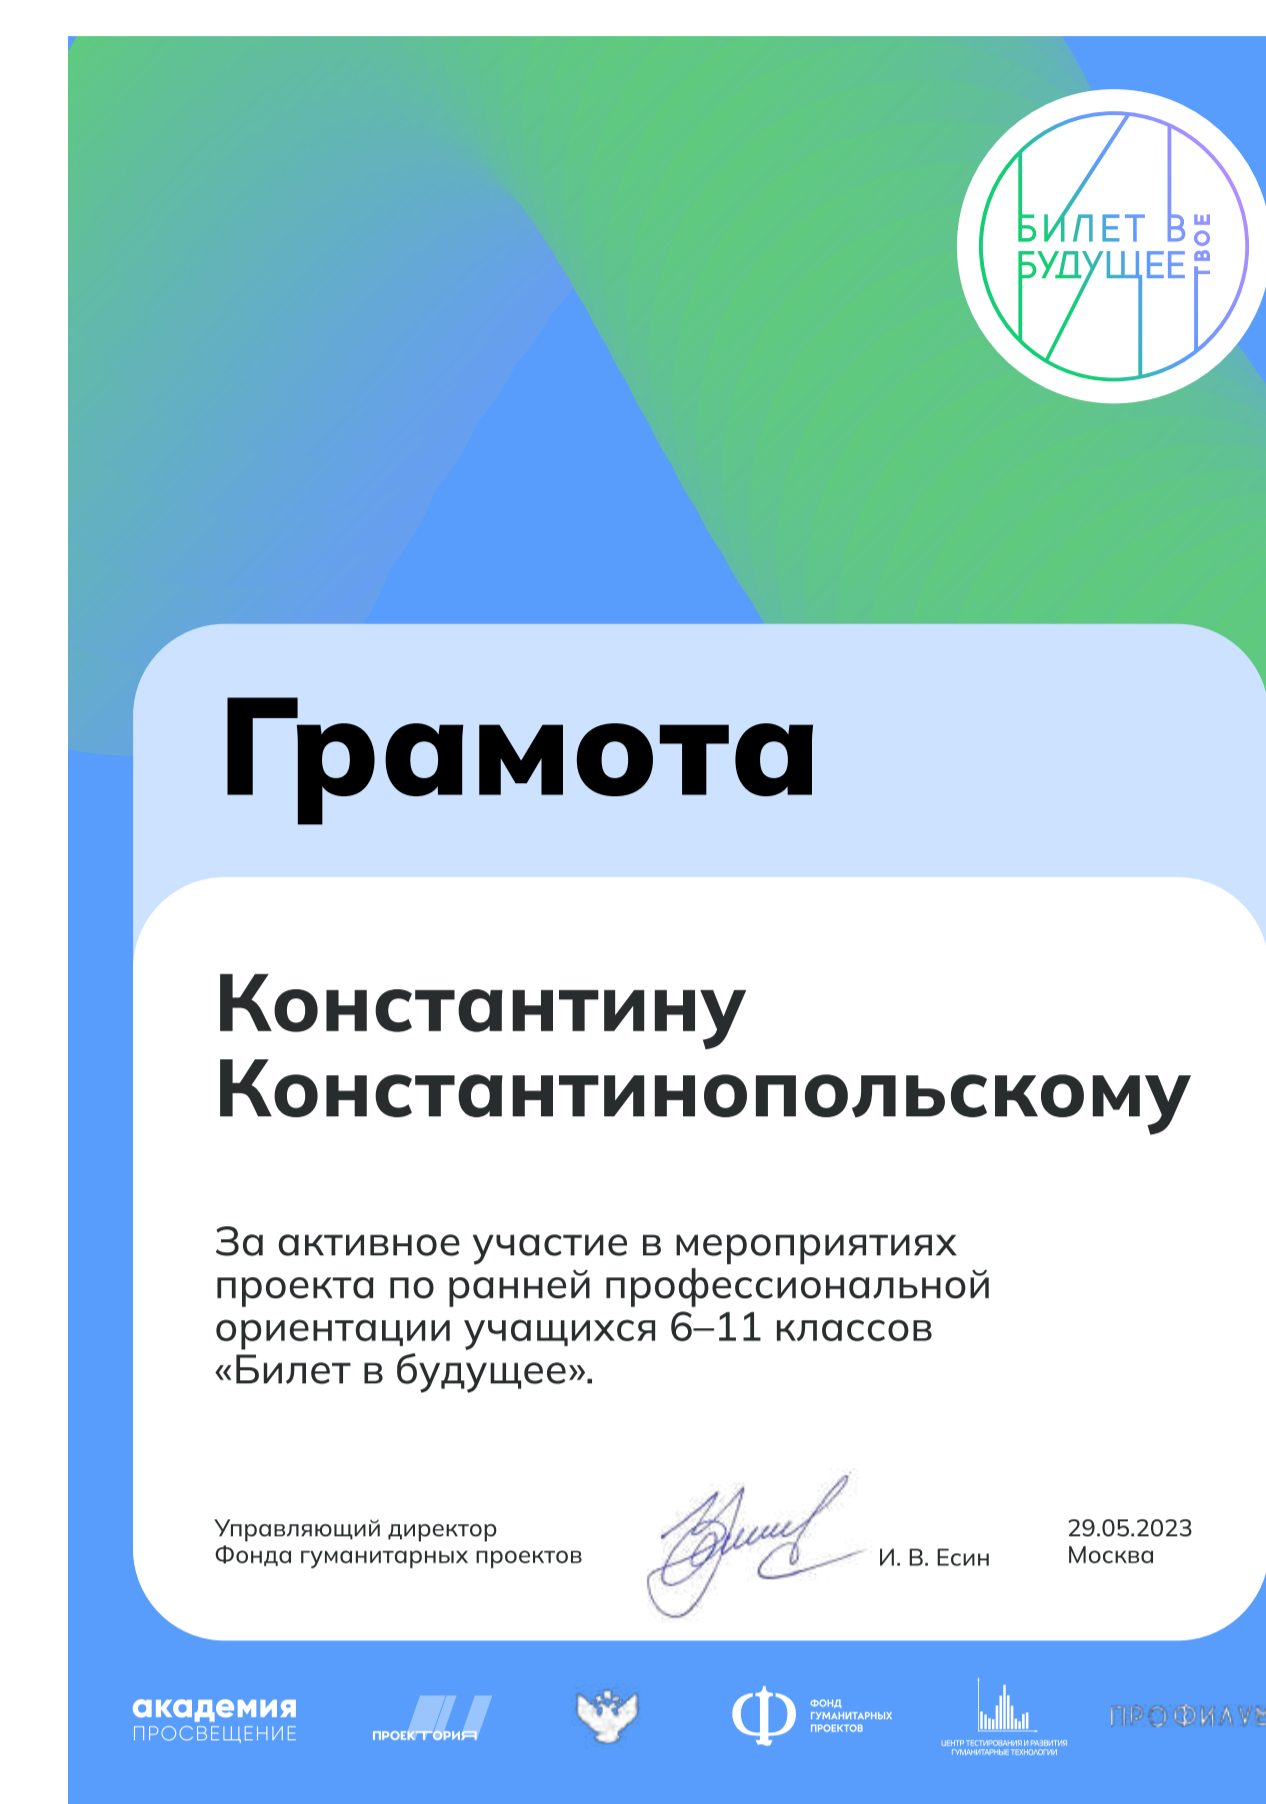 БИЛЕТ В
БУДУЩЕЕ
ТВОЕ
Грамота
Константину
Константинопольскому
За активное участие в мероприятиях
проекта по ранней профессиональной
ориентации учащихся 6–11 классов
«Билет в будущее».
Управляющий директор
Фонда гуманитарных проектов
И. В. Есин
29.05.2023
Москва
академия
ПРОСВЕЩЕНИЕ
ПРОЕКТОРИЯ
ФОНД
ГУМАНИТАРНЫХ
ПРОЕКТОВ
ЦЕНТР ТЕСТИРОВАНИЯ И РАЗВИТИЯ
ГУМАНИТАРНЫЕ ТЕХНОЛОГИИ